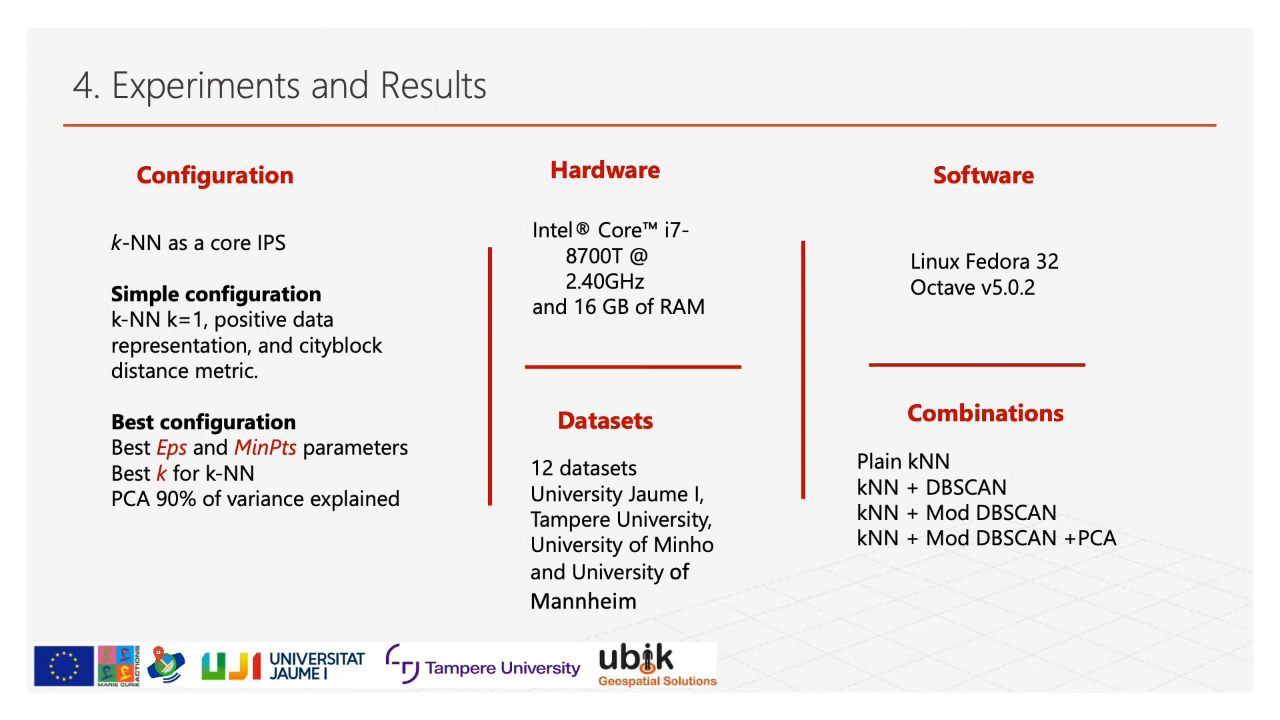 4. Experiments and Results
Configuration
k-NN as a core IPS
Simple configuration
k-NN k=1, positive data
representation, and cityblock
distance metric.
Best configuration
Best Eps and MinPts parameters
Best k for k-NN
PCA 90% of variance explained
Hardware
Intel® Core™ i7-
8700T @
2.40GHz
and 16 GB of RAM
Datasets
12 datasets
University Jaume I,
Tampere University,
University of Minho
and University of
Mannheim
Software
Linux Fedora 32
Octave v5.0.2
Combinations
Plain kNN
kNN + DBSCAN
kNN + Mod DBSCAN
kNN + Mod DBSCAN +PCA
MARIE CURIE
ACTIONS
UJI UNIVERSITAT
JAUME I
Tampere University
ubik
Geospatial Solutions